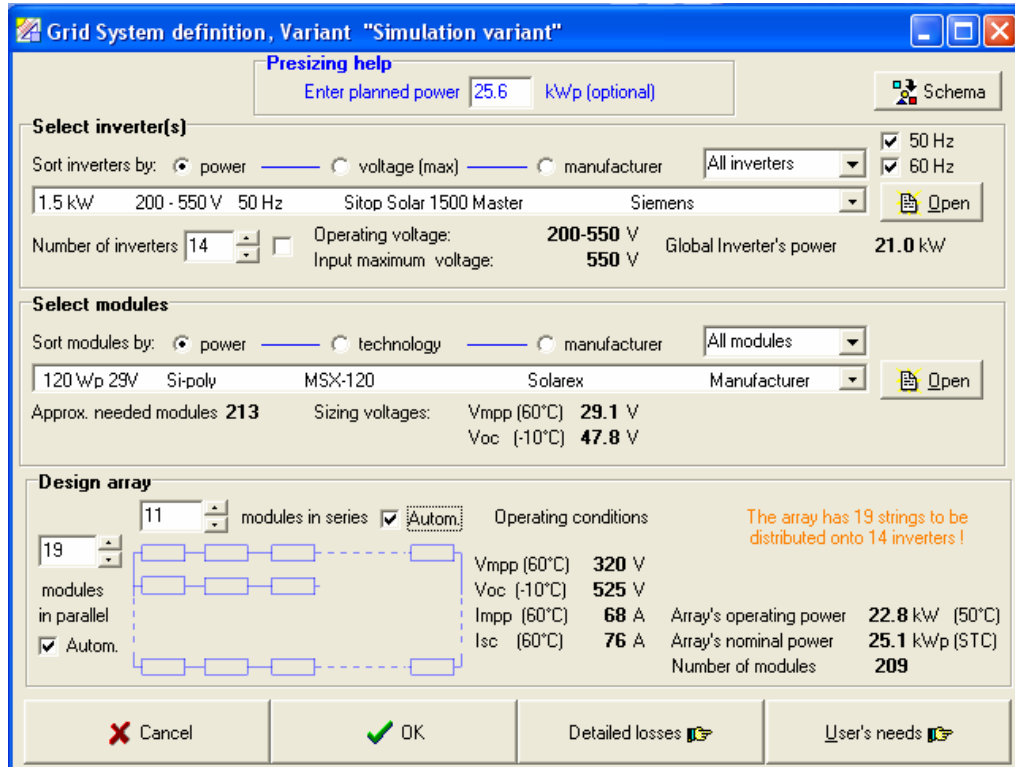 Grid System definition, Variant "Simulation variant"
Presizing help
Enter planned power 25.6 kWp (optional)
Schema
Select inverter(s)
50 Hz
Sort inverters by: power voltage (max) manufacturer All inverters 60 Hz
1.5 kW 200 - 550 V 50 Hz Sitop Solar 1500 Master Siemens Open
Number of inverters 14 Operating voltage: 200-550 V Global Inverter's power 21.0 kW
Input maximum voltage: 550 V
Select modules
Sort modules by: power technology manufacturer All modules
120 Wp 29V Si-poly MSX-120 Solarex Manufacturer Open
Approx. needed modules 213 Sizing voltages: Vmpp (60°C) 29.1 V
Voc (-10°C) 47.8 V
Design array
11 modules in series Autom. Operating conditions The array has 19 strings to be
distributed onto 14 inverters !
19
Vmpp (60°C) 320 V
modules Voc (-10°C) 525 V
in parallel Impp (60°C) 68 A Array's operating power 22.8 kW (50°C)
Autom. Isc (60°C) 76 A Array's nominal power 25.1 kWp (STC)
Number of modules 209
Cancel OK Detailed losses User's needs